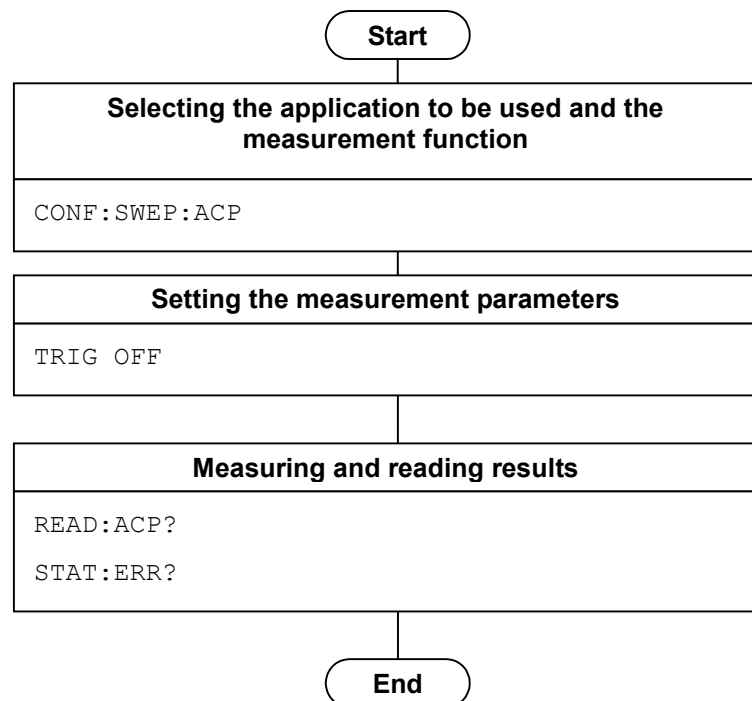 Start
Selecting the application to be used and the
measurement function
CONF:SWEP:ACP
Setting the measurement parameters
TRIG OFF
Measuring and reading results
READ:ACP?
STAT:ERR?
End